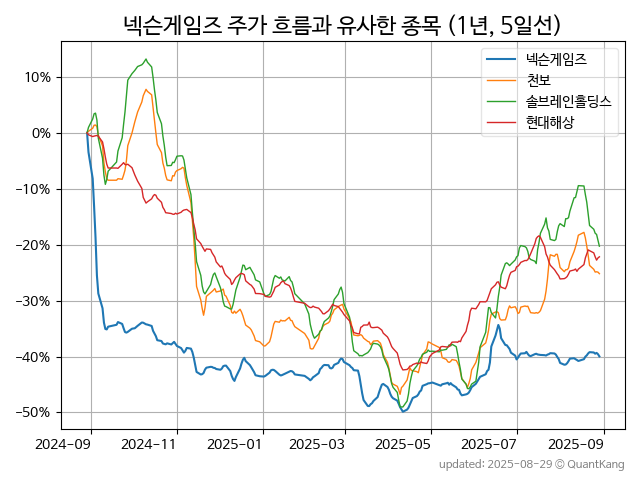 넥슨게임즈 주가 흐름과 유사한 종목 (1년, 5일선)
넥슨게임즈
천보
솔브레인홀딩스
현대해상
10%
0%
−10%
−20%
−30%
−40%
−50%
2024-09
2024-11
2025-01
2025-03
2025-05
2025-07
2025-09
updated: 2025-08-29 © QuantKang